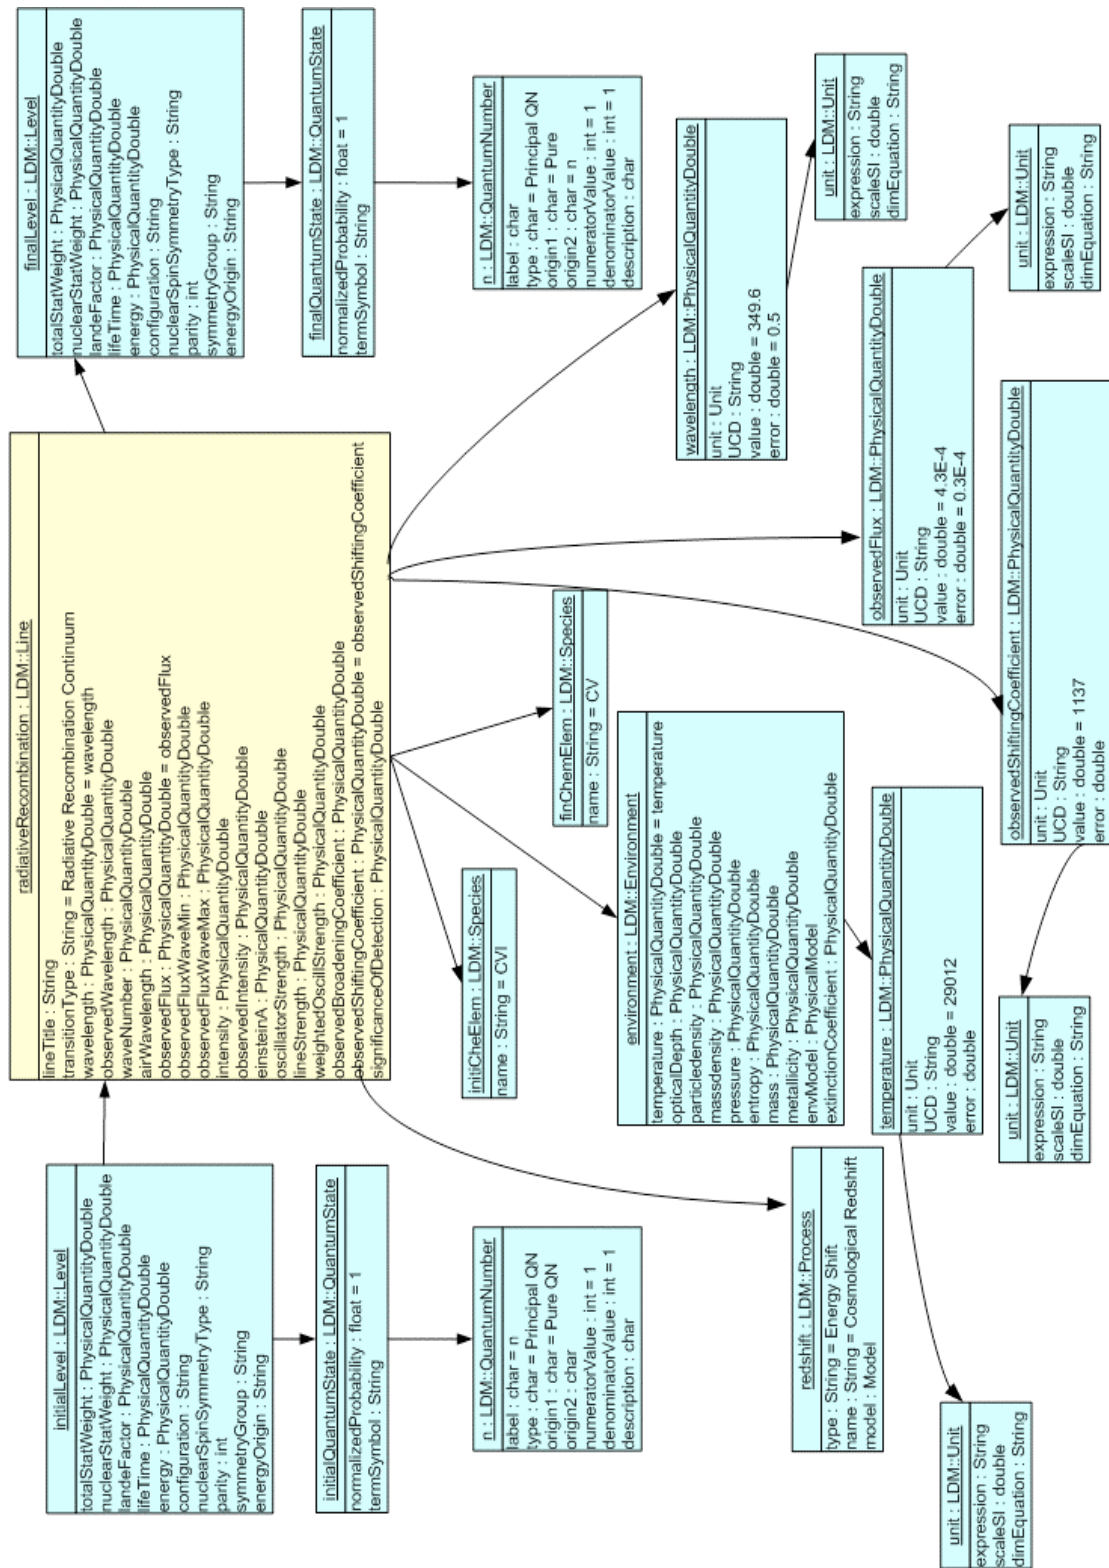 initialLevel : LDM::Level
totalStatWeight : PhysicalQuantityDouble
nuclearStatWeight : PhysicalQuantityDouble
landeFactor : PhysicalQuantityDouble
lifeTime : PhysicalQuantityDouble
energy : PhysicalQuantityDouble
configuration : String
nuclearSpinSymmetryType : String
parity : int
symmetryGroup : String
energyOrigin : String
radiativeRecombination : LDM::Line
lineTitle : String
transitionType : String = Radiative Recombination Continuum
wavelength : PhysicalQuantityDouble = wavelength
observedWavelength : PhysicalQuantityDouble
waveNumber : PhysicalQuantityDouble
airWavelength : PhysicalQuantityDouble
observedFlux : PhysicalQuantityDouble = observedFlux
observedFluxWaveMin : PhysicalQuantityDouble
observedFluxWaveMax : PhysicalQuantityDouble
intensity : PhysicalQuantityDouble
observedIntensity : PhysicalQuantityDouble
einsteinA : PhysicalQuantityDouble
oscillatorStrength : PhysicalQuantityDouble
lineStrength : PhysicalQuantityDouble
weightedOscillStrength : PhysicalQuantityDouble
observedBroadeningCoefficient : PhysicalQuantityDouble
observedShiftingCoefficient : PhysicalQuantityDouble = observedShiftingCoefficient
significanceOfDetection : PhysicalQuantityDouble
finalLevel : LDM::Level
totalStatWeight : PhysicalQuantityDouble
nuclearStatWeight : PhysicalQuantityDouble
landeFactor : PhysicalQuantityDouble
lifeTime : PhysicalQuantityDouble
energy : PhysicalQuantityDouble
configuration : String
nuclearSpinSymmetryType : String
parity : int
symmetryGroup : String
energyOrigin : String
initialQuantumState : LDM::QuantumState
normalizedProbability : float = 1
termSymbol : String
finalQuantumState : LDM::QuantumState
normalizedProbability : float = 1
termSymbol : String
n : LDM::QuantumNumber
label : char = n
type : char = Principal QN
origin1 : char = Pure QN
origin2 : char
numeratorValue : int = 1
denominatorValue : int = 1
description : char
initiCheElem : LDM::Species
name : String = CVI
finChemElem : LDM::Species
name : String = CV
n : LDM::QuantumNumber
label : char
type : char = Principal QN
origin1 : char = Pure
origin2 : char = n
numeratorValue : int = 1
denominatorValue : int = 1
description : char
environment : LDM::Environment
temperature : PhysicalQuantityDouble = temperature
opticalDepth : PhysicalQuantityDouble
particledensity : PhysicalQuantityDouble
massdensity : PhysicalQuantityDouble
pressure : PhysicalQuantityDouble
entropy : PhysicalQuantityDouble
mass : PhysicalQuantityDouble
metallicity : PhysicalQuantityDouble
envModel : PhysicalModel
extinctionCoefficient : PhysicalQuantityDouble
wavelength : LDM::PhysicalQuantityDouble
unit : Unit
UCD : String
value : double = 349.6
error : double = 0.5
unit : LDM::Unit
expression : String
scaleSI : double
dimEquation : String
redshift : LDM::Process
type : String = Energy Shift
name : String = Cosmological Redshift
model : Model
temperature : LDM::PhysicalQuantityDouble
unit : Unit
UCD : String
value : double = 29012
error : double
observedFlux : LDM::PhysicalQuantityDouble
unit : Unit
UCD : String
value : double = 4.3E-4
error : double = 0.3E-4
unit : LDM::Unit
expression : String
scaleSI : double
dimEquation : String
unit : LDM::Unit
expression : String
scaleSI : double
dimEquation : String
unit : LDM::Unit
expression : String
scaleSI : double
dimEquation : String
observedShiftingCoefficient : LDM::PhysicalQuantityDouble
unit : Unit
UCD : String
value : double = 1137
error : double